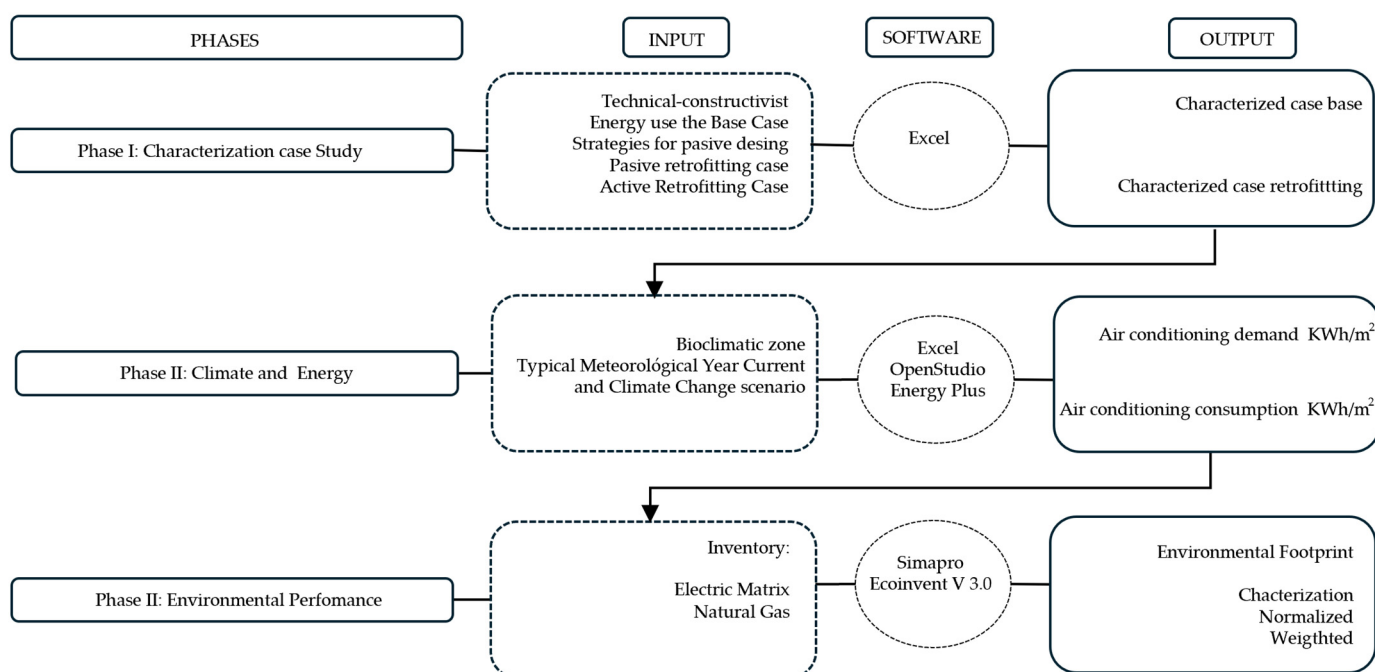 PHASES
INPUT
SOFTWARE
OUTPUT
Phase I: Characterization case Study
Technical-constructivist
Energy use the Base Case
Strategies for pasive desing
Pasive retrofitting case
Active Retrofitting Case
Excel
Characterized case base
Characterized case retrofittting
Phase II: Climate and Energy
Bioclimatic zone
Typical Meteorológical Year Current
and Climate Change scenario
Excel
OpenStudio
Energy Plus
Air conditioning demand KWh/m²
Air conditioning consumption KWh/m²
Phase II: Environmental Perfomance
Inventory:
Electric Matrix
Natural Gas
Simapro
Ecoinvent V 3.0
Environmental Footprint
Chacterization
Normalized
Weigthted